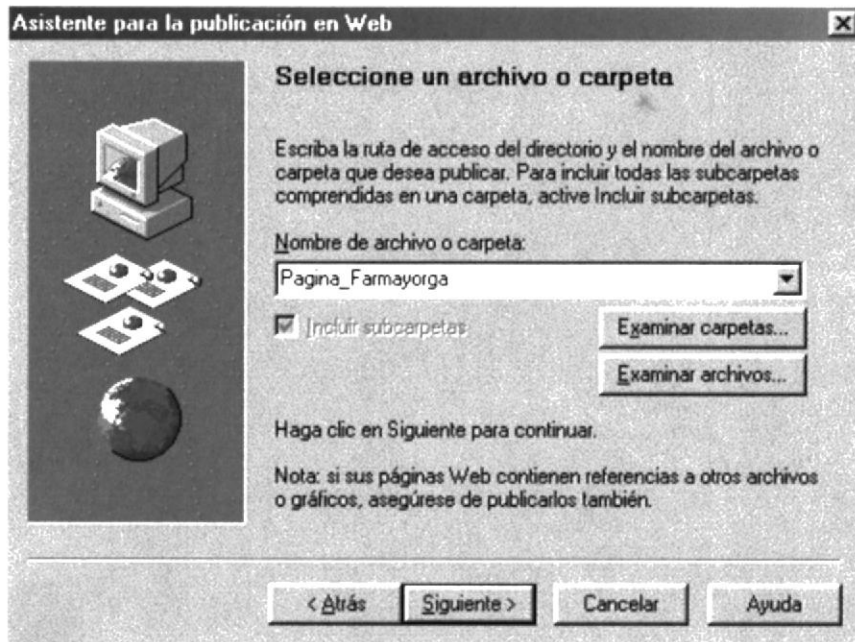 Asistente para la publicación en Web
Seleccione un archivo o carpeta
Escriba la ruta de acceso del directorio y el nombre del archivo o
carpeta que desea publicar. Para incluir todas las subcarpetas
comprendidas en una carpeta, active Incluir subcarpetas.
Nombre de archivo o carpeta:
Pagina_Farmayorga
Incluir subcarpetas
Examinar carpetas...
Examinar archivos...
Haga clic en Siguiente para continuar.
Nota: si sus páginas Web contienen referencias a otros archivos
o gráficos, asegúrese de publicarlos también.
< Atrás Siguiente > Cancelar Ayuda